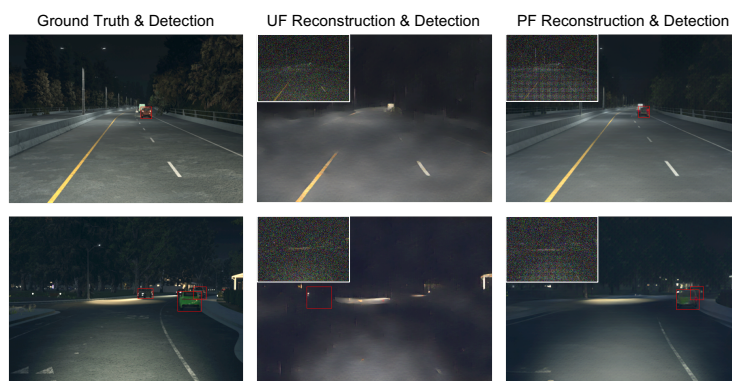 Ground Truth & Detection
UF Reconstruction & Detection
PF Reconstruction & Detection